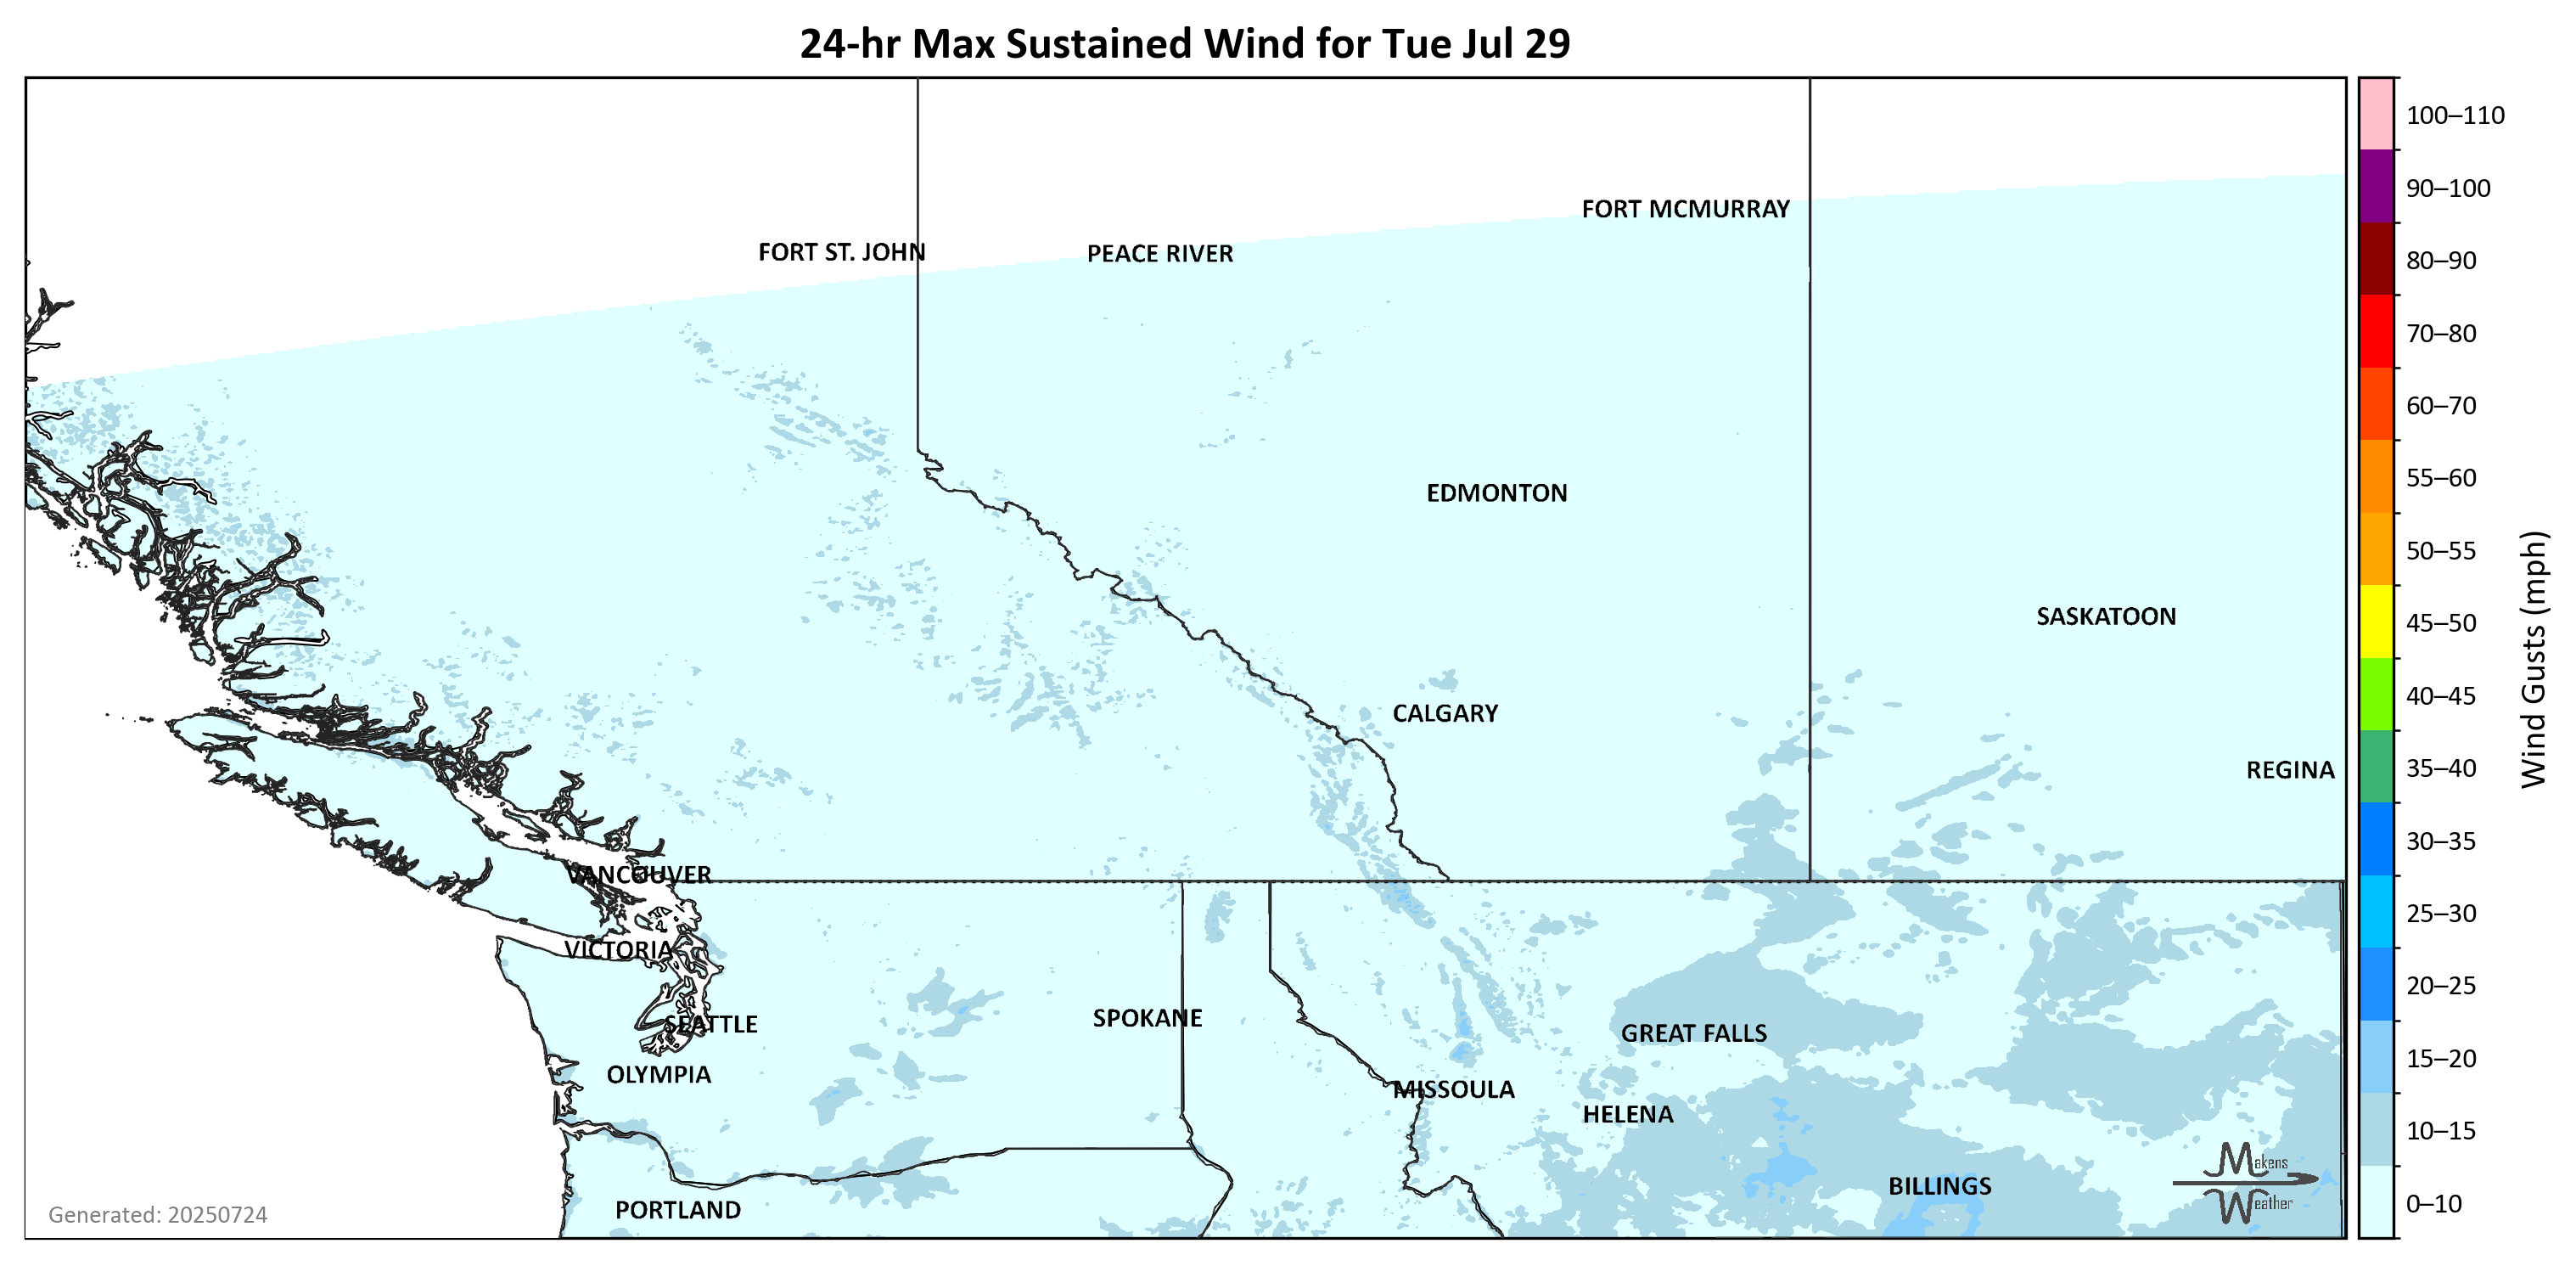 24-hr Max Sustained Wind for Tue Jul 29
FORT MCMURRAY
FORT ST. JOHN
PEACE RIVER
EDMONTON
SASKATOON
CALGARY
REGINA
VANCOUVER
VICTORIA
SEATTLE
SPOKANE
GREAT FALLS
OLYMPIA
MISSOULA
HELENA
BILLINGS
PORTLAND
Makens
Weather
Generated: 20250724
100–110
90–100
80–90
70–80
60–70
55–60
50–55
45–50
40–45
35–40
30–35
25–30
20–25
15–20
10–15
0–10
Wind Gusts (mph)